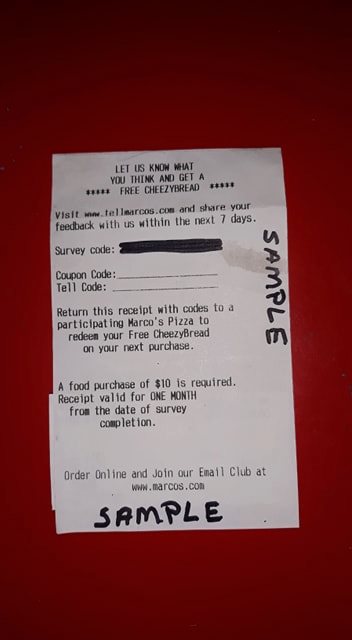 LET US KNOW WHAT
YOU THINK AND GET A
***** FREE CHEEZYBREAD *****
Visit www.tellmarcos.com and share your
feedback with us within the next 7 days.
Survey code:
Coupon Code:
Tell Code:
Return this receipt with codes to a
participating Marco's Pizza to
redeem your Free CheezyBread
on your next purchase.
SAMPLE
A food purchase of $10 is required.
Receipt valid for ONE MONTH
from the date of survey
completion.
Order Online and Join our Email Club at
www.marcos.com
SAMPLE